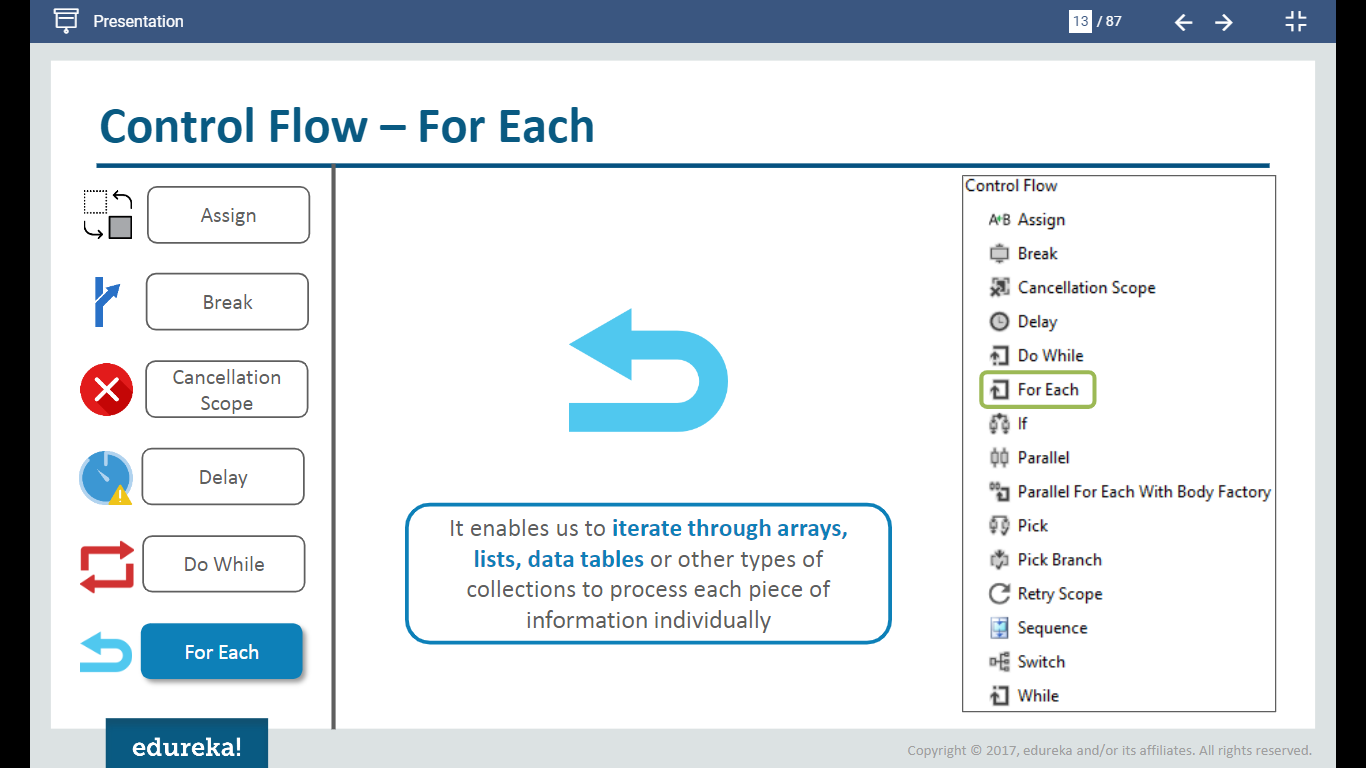 Presentation
13 / 87
Control Flow – For Each
Assign
Break
Cancellation
Scope
Delay
Do While
For Each
It enables us to iterate through arrays,
lists, data tables or other types of
collections to process each piece of
information individually
Control Flow
A+B Assign
Break
Cancellation Scope
Delay
Do While
For Each
If
Parallel
Parallel For Each With Body Factory
Pick
Pick Branch
Retry Scope
Sequence
Switch
While
edureka!
Copyright © 2017, edureka and/or its affiliates. All rights reserved.